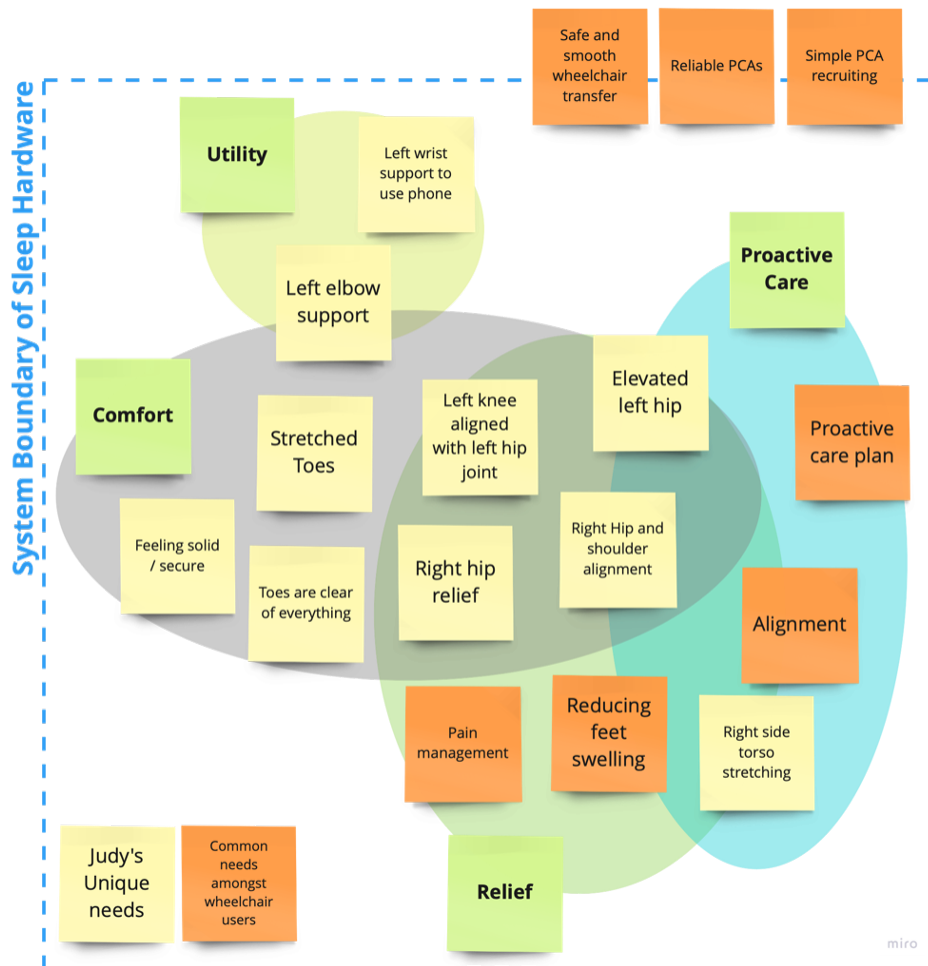 Safe and
smooth
wheelchair
transfer
Reliable PCAs
Simple PCA
recruiting
System Boundary of Sleep Hardware
Utility
Left wrist
support to
use phone
Left elbow
support
Proactive
Care
Comfort
Stretched
Toes
Left knee
aligned
with left hip
joint
Elevated
left hip
Proactive
care plan
Feeling solid
/ secure
Toes are clear
of everything
Right hip
relief
Right Hip and
shoulder
alignment
Alignment
Pain
management
Reducing
feet
swelling
Right side
torso
stretching
Judy's
Unique
needs
Common
needs
amongst
wheelchair
users
Relief
miro